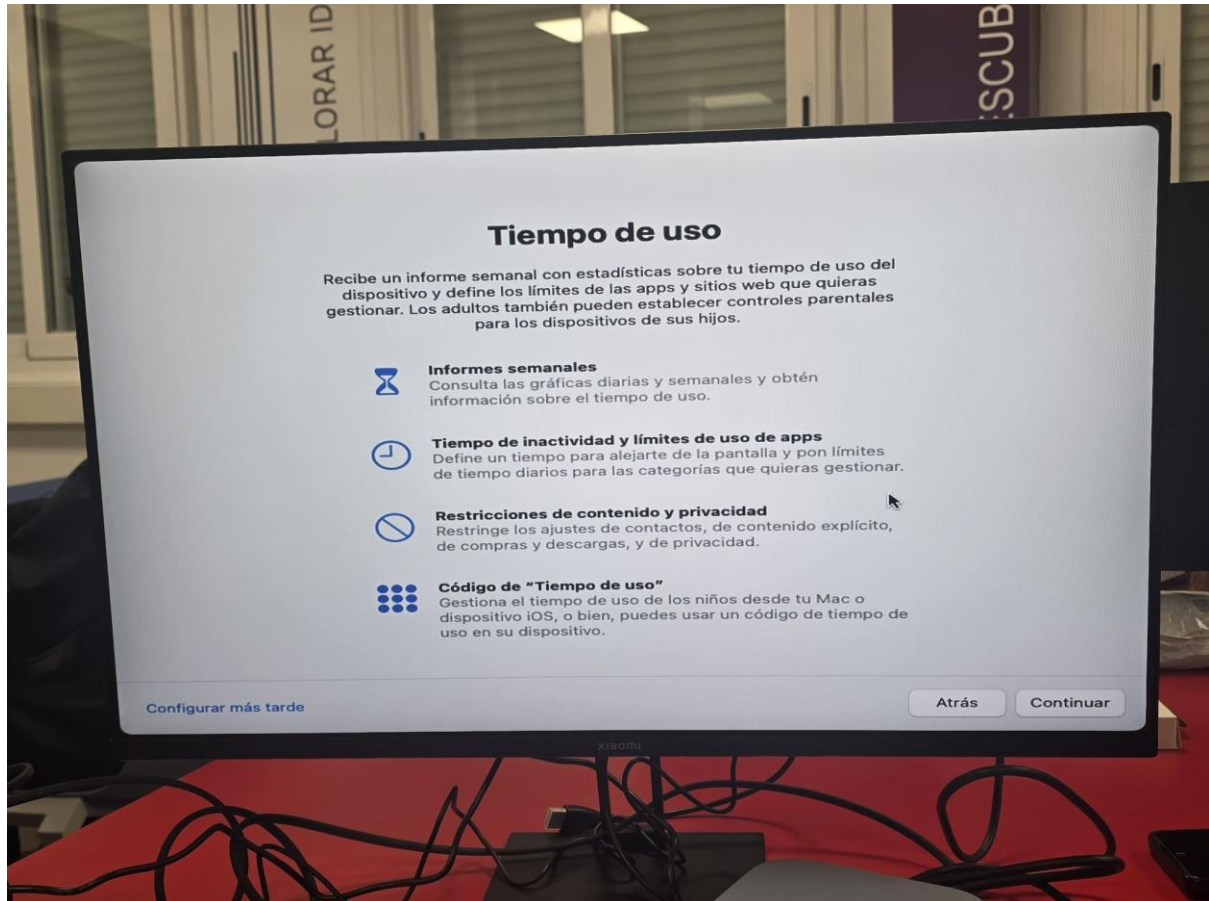 LORAR ID
ESCUB
Tiempo de uso
Recibe un informe semanal con estadísticas sobre tu tiempo de uso del
dispositivo y define los límites de las apps y sitios web que quieras
gestionar. Los adultos también pueden establecer controles parentales
para los dispositivos de sus hijos.
Informes semanales
Consulta las gráficas diarias y semanales y obtén
información sobre el tiempo de uso.
Tiempo de inactividad y límites de uso de apps
Define un tiempo para alejarte de la pantalla y pon límites
de tiempo diarios para las categorías que quieras gestionar.
Restricciones de contenido y privacidad
Restringe los ajustes de contactos, de contenido explícito,
de compras y descargas, y de privacidad.
Código de “Tiempo de uso”
Gestiona el tiempo de uso de los niños desde tu Mac o
dispositivo iOS, o bien, puedes usar un código de tiempo de
uso en su dispositivo.
Configurar más tarde
Atrás
Continuar
xiaomi